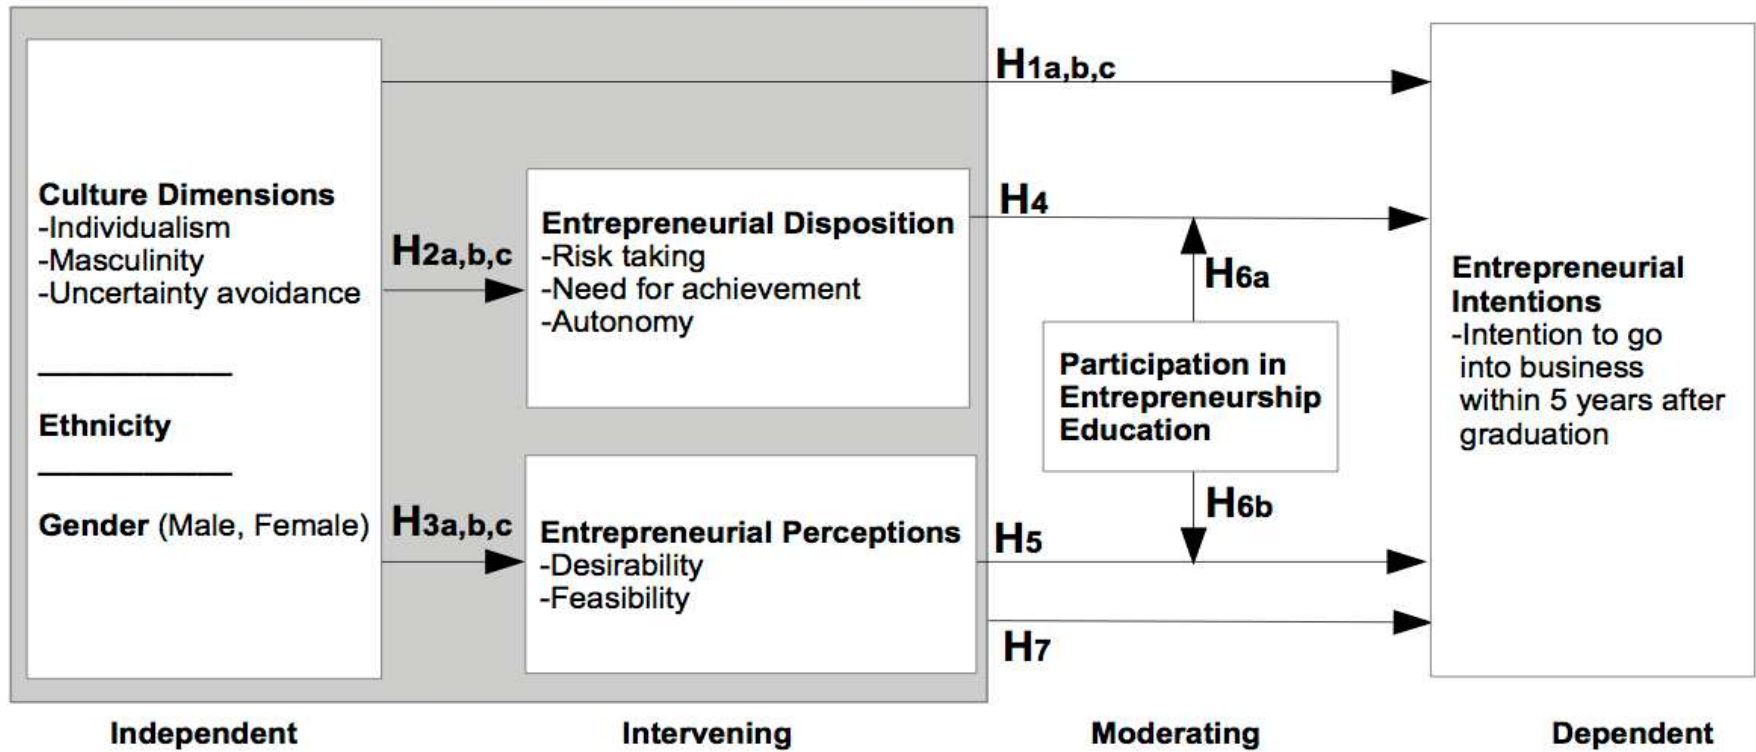 H1a,b,c
Culture Dimensions
-Individualism
-Masculinity
-Uncertainty avoidance
Ethnicity
Gender (Male, Female)
H2a,b,c
H3a,b,c
Entrepreneurial Disposition
-Risk taking
-Need for achievement
-Autonomy
Entrepreneurial Perceptions
-Desirability
-Feasibility
H4
H6a
Participation in
Entrepreneurship
Education
H6b
H5
H7
Entrepreneurial
Intentions
-Intention to go
into business
within 5 years after
graduation
Independent
Intervening
Moderating
Dependent